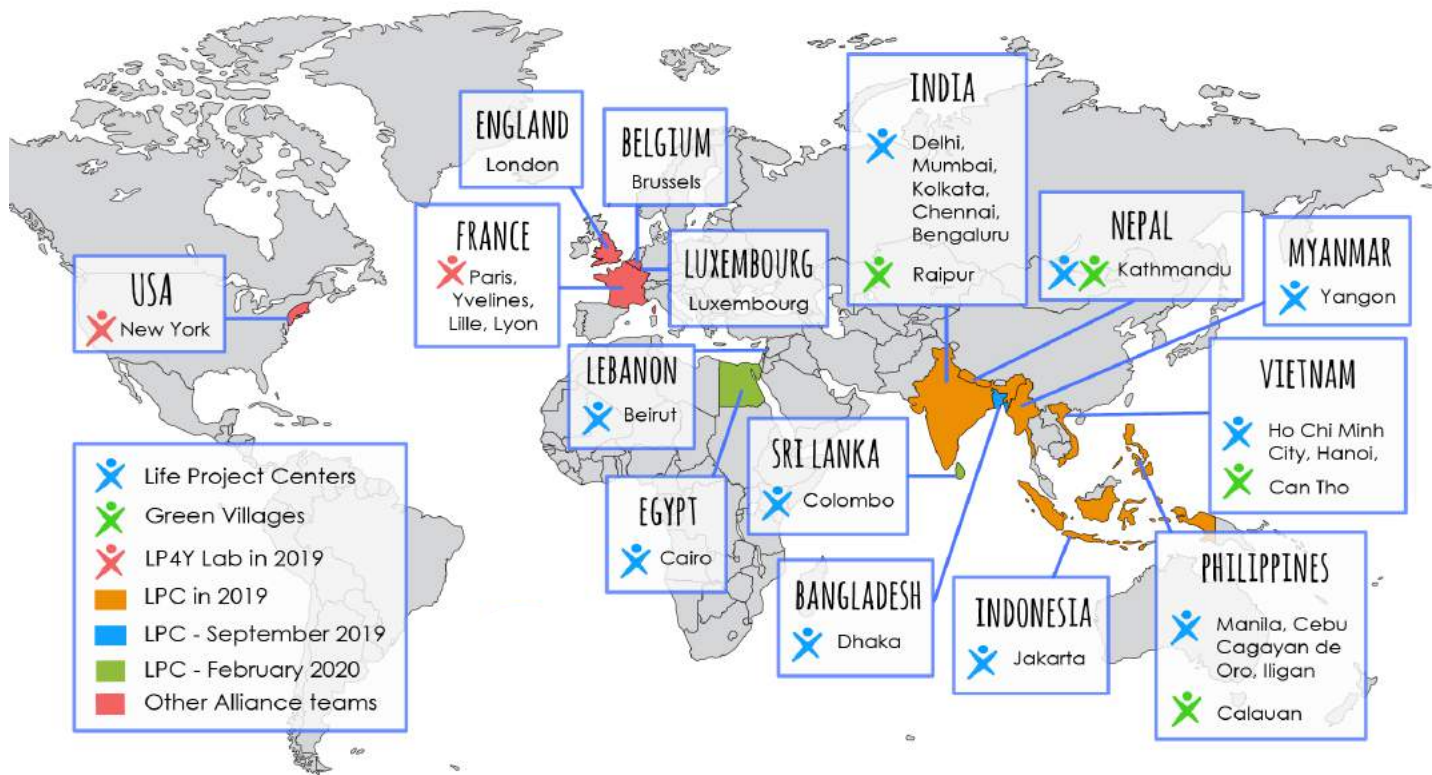 ENGLAND
London
BELGIUM
Brussels
INDIA
Delhi,
Mumbai,
Kolkata,
Chennai,
Bengaluru
Raipur
NEPAL
Kathmandu
MYANMAR
Yangon
FRANCE
Paris,
Yvelines,
Lille, Lyon
LUXEMBOURG
Luxembourg
USA
New York
LEBANON
Beirut
VIETNAM
Ho Chi Minh
City, Hanoi,
Can Tho
SRI LANKA
Colombo
EGYPT
Cairo
BANGLADESH
Dhaka
INDONESIA
Jakarta
PHILIPPINES
Manila, Cebu
Cagayan de
Oro, Iligan
Calauan
Life Project Centers
Green Villages
LP4Y Lab in 2019
LPC in 2019
LPC - September 2019
LPC - February 2020
Other Alliance teams